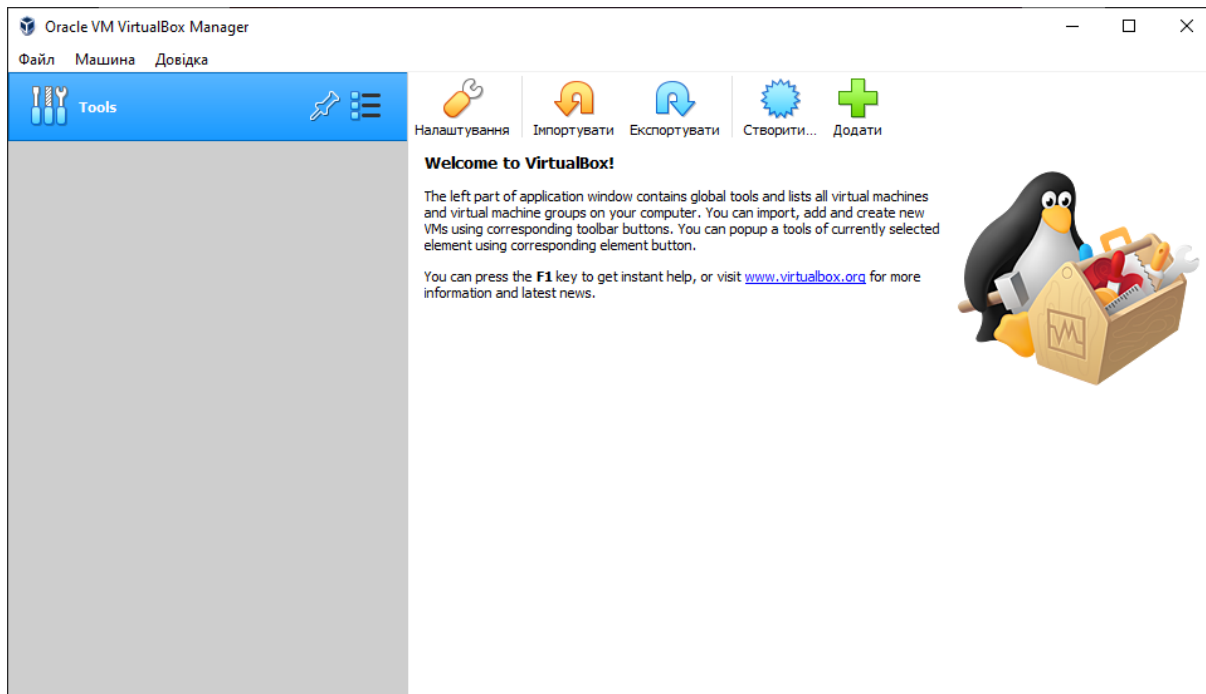 Oracle VM VirtualBox Manager
Файл Машина Довідка
Tools
Налаштування Імпортувати Експортувати Створити... Додати
Welcome to VirtualBox!
The left part of application window contains global tools and lists all virtual machines
and virtual machine groups on your computer. You can import, add and create new
VMs using corresponding toolbar buttons. You can popup a tools of currently selected
element using corresponding element button.
You can press the F1 key to get instant help, or visit www.virtualbox.org for more
information and latest news.
VM